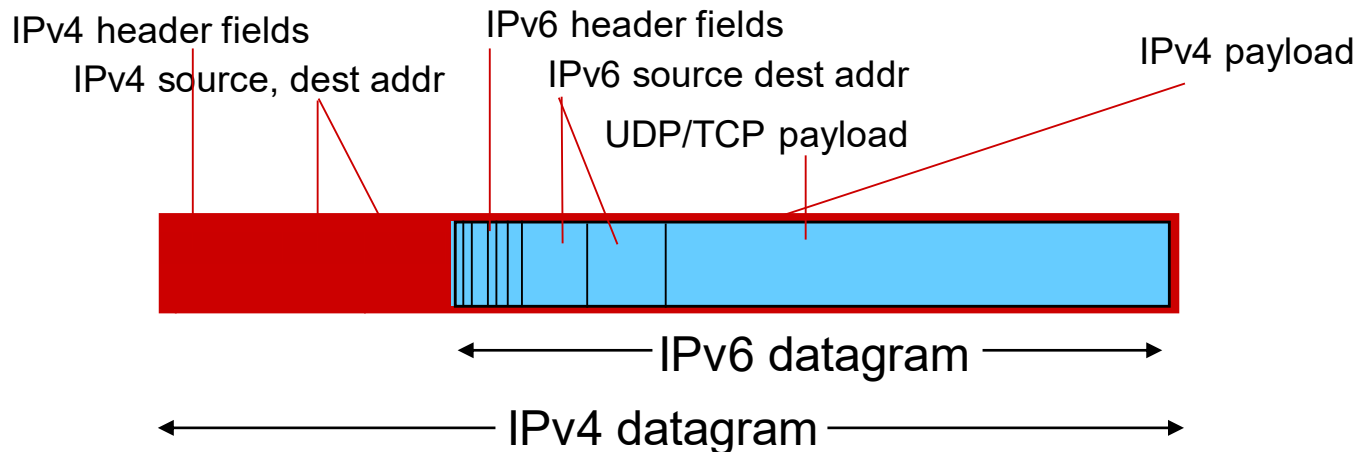 IPv4 header fields
IPv6 header fields
IPv4 payload
IPv4 source, dest addr
IPv6 source dest addr
UDP/TCP payload
IPv6 datagram
IPv4 datagram